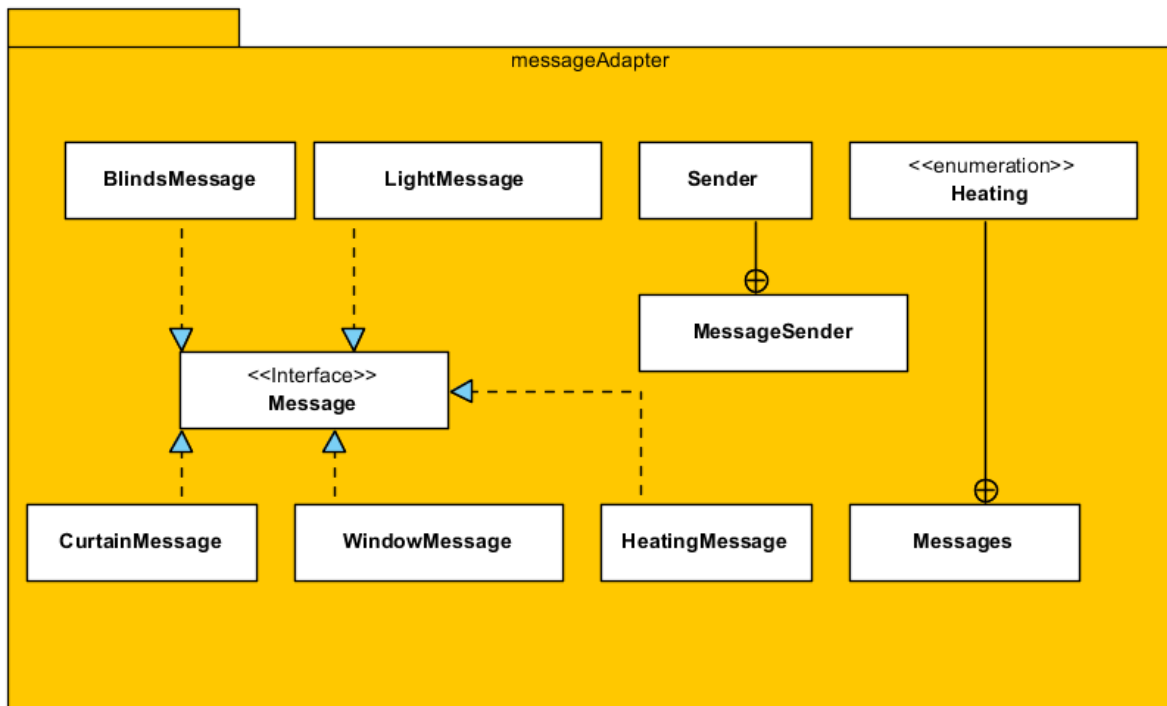 messageAdapter
BlindsMessage
LightMessage
Sender
<<enumeration>>
Heating
MessageSender
<<Interface>>
Message
CurtainMessage
WindowMessage
HeatingMessage
Messages